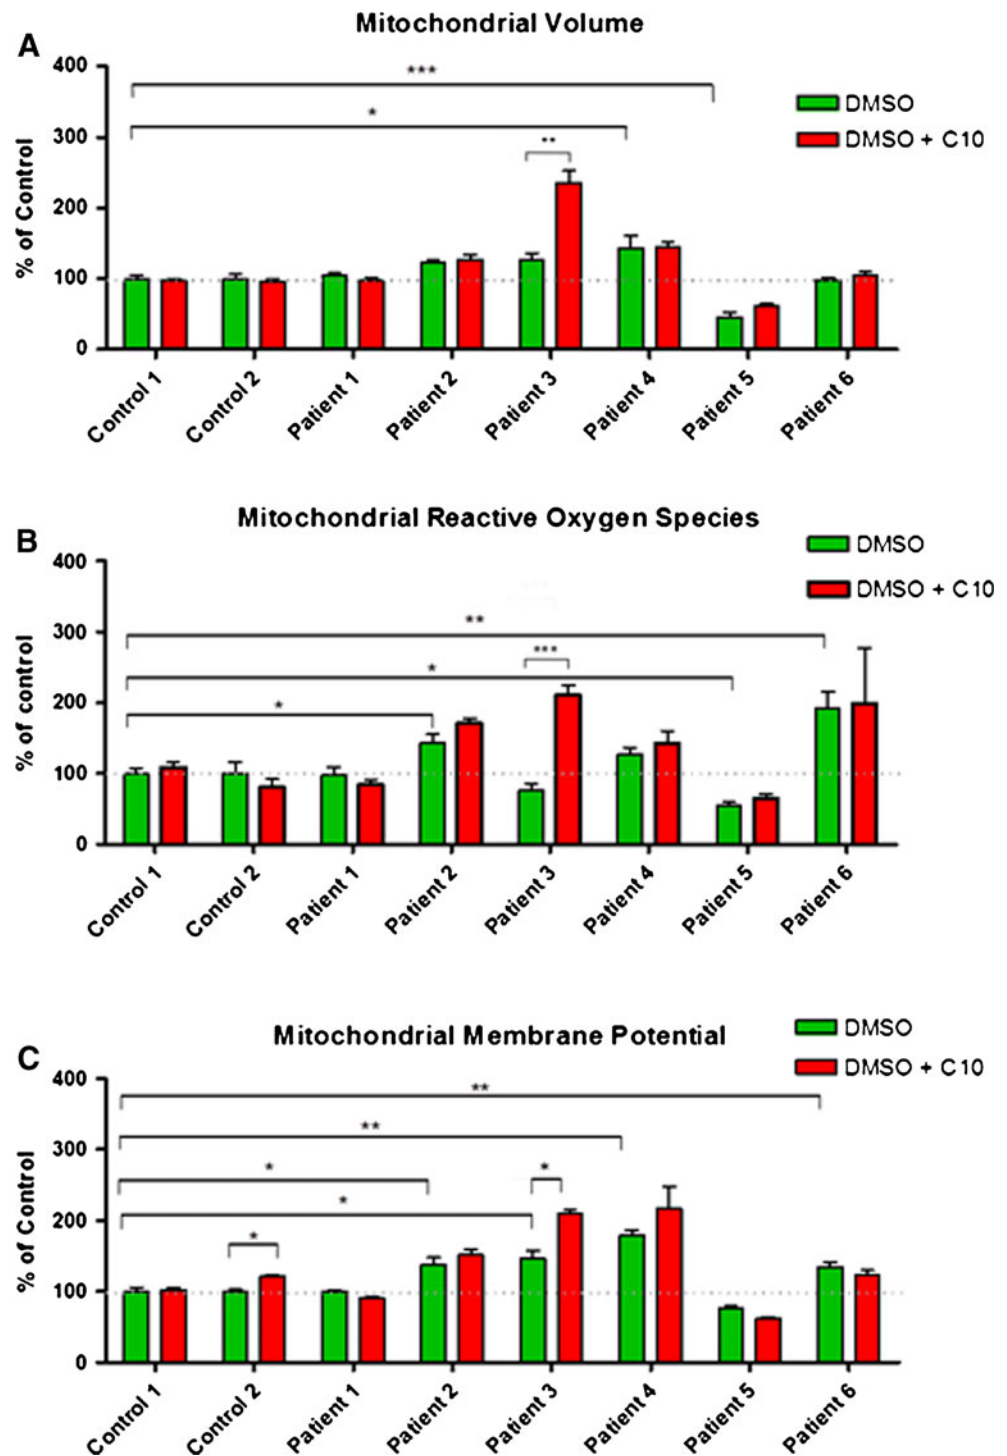 Mitochondrial Volume
A
400
***
DMSO
*
DMSO + C10
300
**
% of Control
200
100
0
Control 1
Control 2
Patient 1
Patient 2
Patient 3
Patient 4
Patient 5
Patient 6
Mitochondrial Reactive Oxygen Species
B
DMSO
400
DMSO + C10
300
**
***
*
% of control
200
*
100
0
Control 1
Control 2
Patient 1
Patient 2
Patient 3
Patient 4
Patient 5
Patient 6
Mitochondrial Membrane Potential
DMSO
C
DMSO + C10
400
**
300
**
*
*
% of Control
*
200
*
100
0
Control 1
Control 2
Patient 1
Patient 2
Patient 3
Patient 4
Patient 5
Patient 6